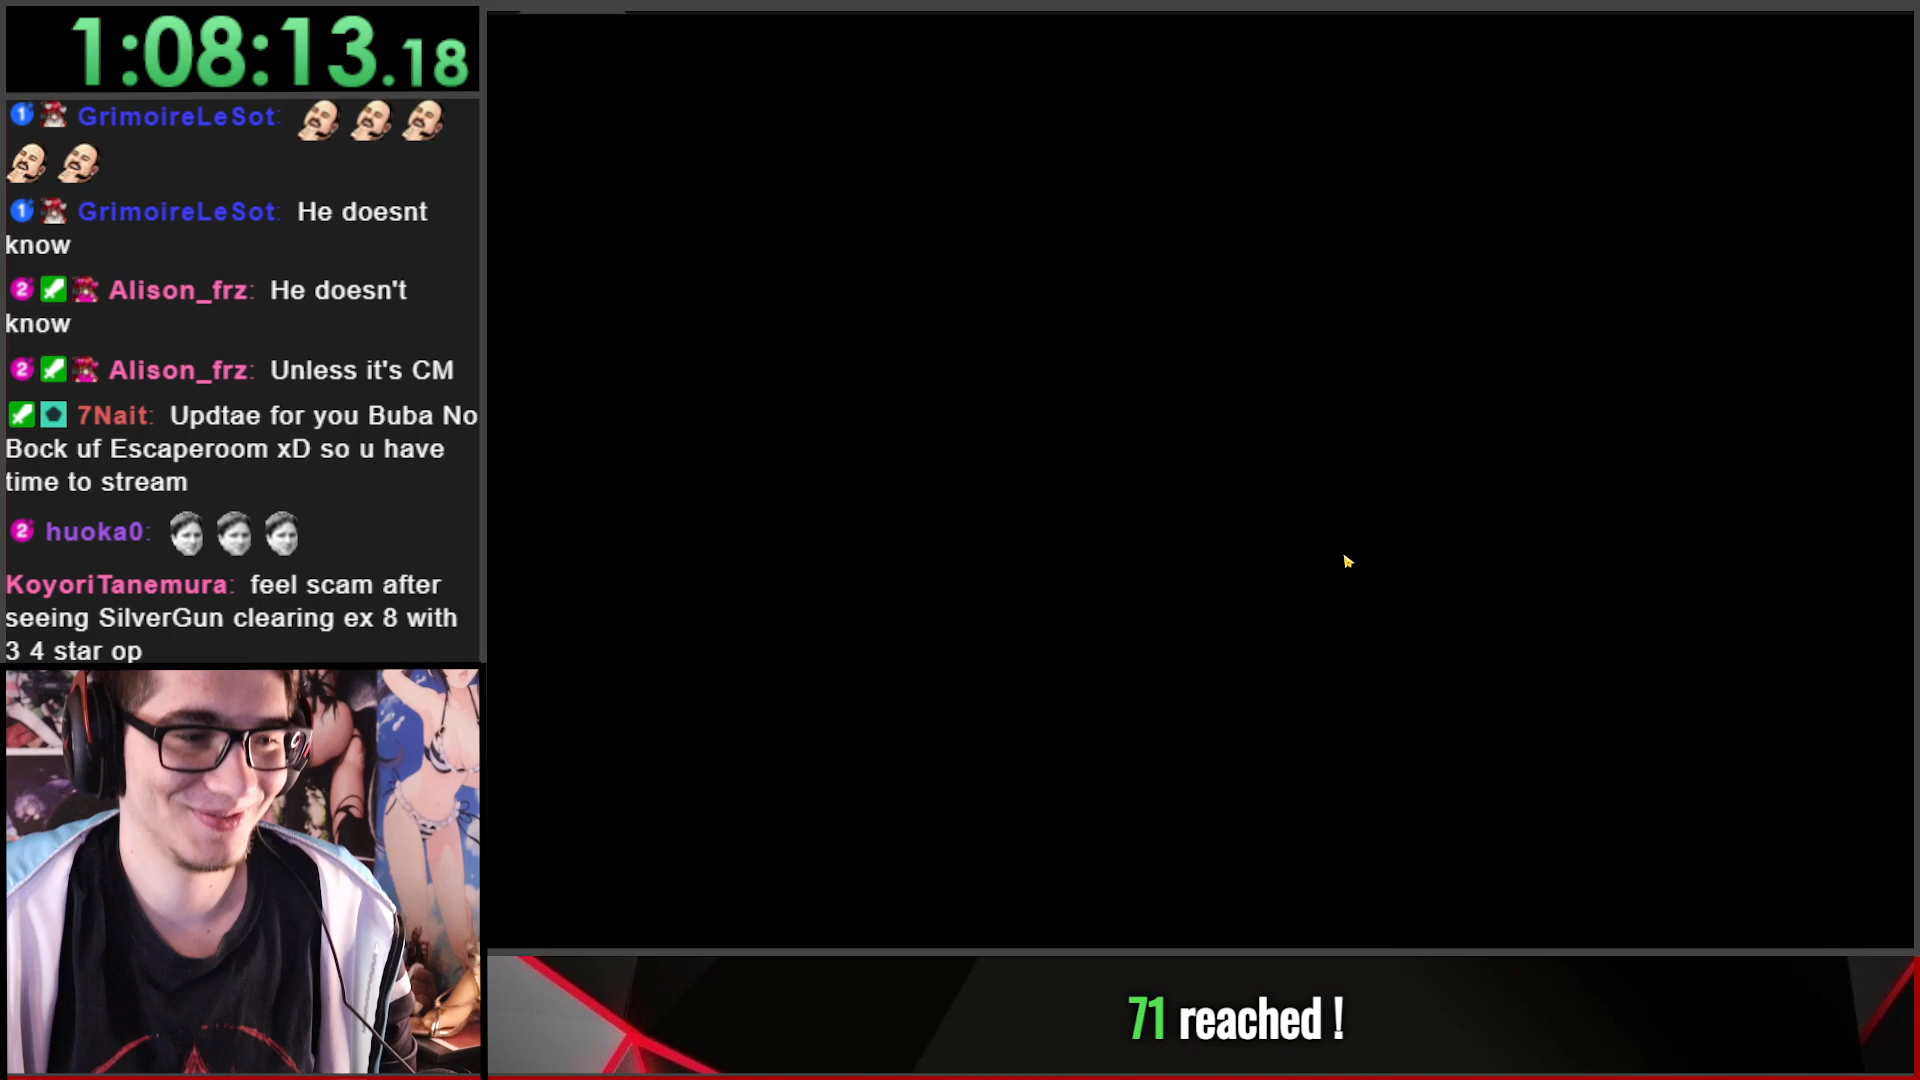 1:08:13.18
GrimoireLeSot:
GrimoireLeSot: He doesnt
know
Alison_frz: He doesn't
know
Alison_frz: Unless it's CM
7Nait: Updtae for you Buba No
Bock uf Escaperoom xD so u have
time to stream
huoka0:
KoyoriTanemura: feel scam after
seeing SilverGun clearing ex 8 with
3 4 star op
71 reached !